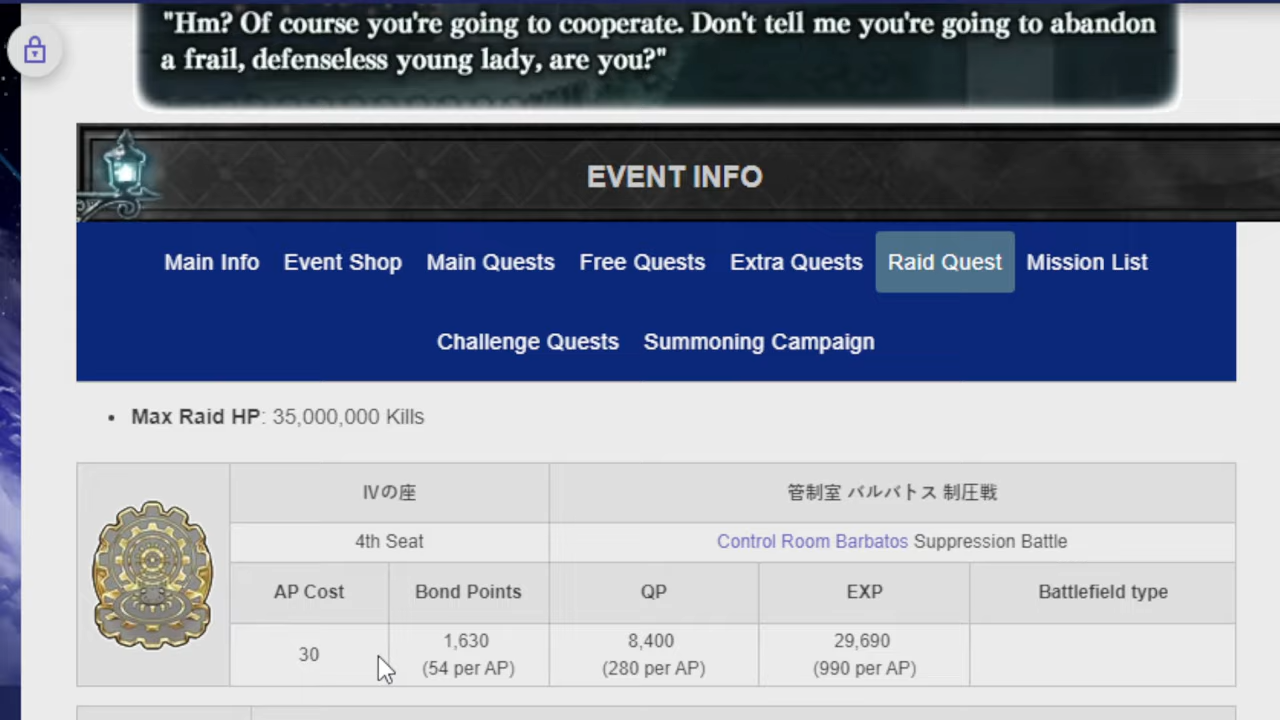 "Hm? Of course you're going to cooperate. Don't tell me you're going to abandon
a frail, defenseless young lady, are you?"
EVENT INFO
Main Info Event Shop Main Quests Free Quests Extra Quests Raid Quest Mission List
Challenge Quests Summoning Campaign
• Max Raid HP: 35,000,000 Kills
IVの座 管制室 バルバトス 制圧戦
4th Seat Control Room Barbatos Suppression Battle
AP Cost Bond Points QP EXP Battlefield type
30 1,630 8,400 29,690
(54 per AP) (280 per AP) (990 per AP)